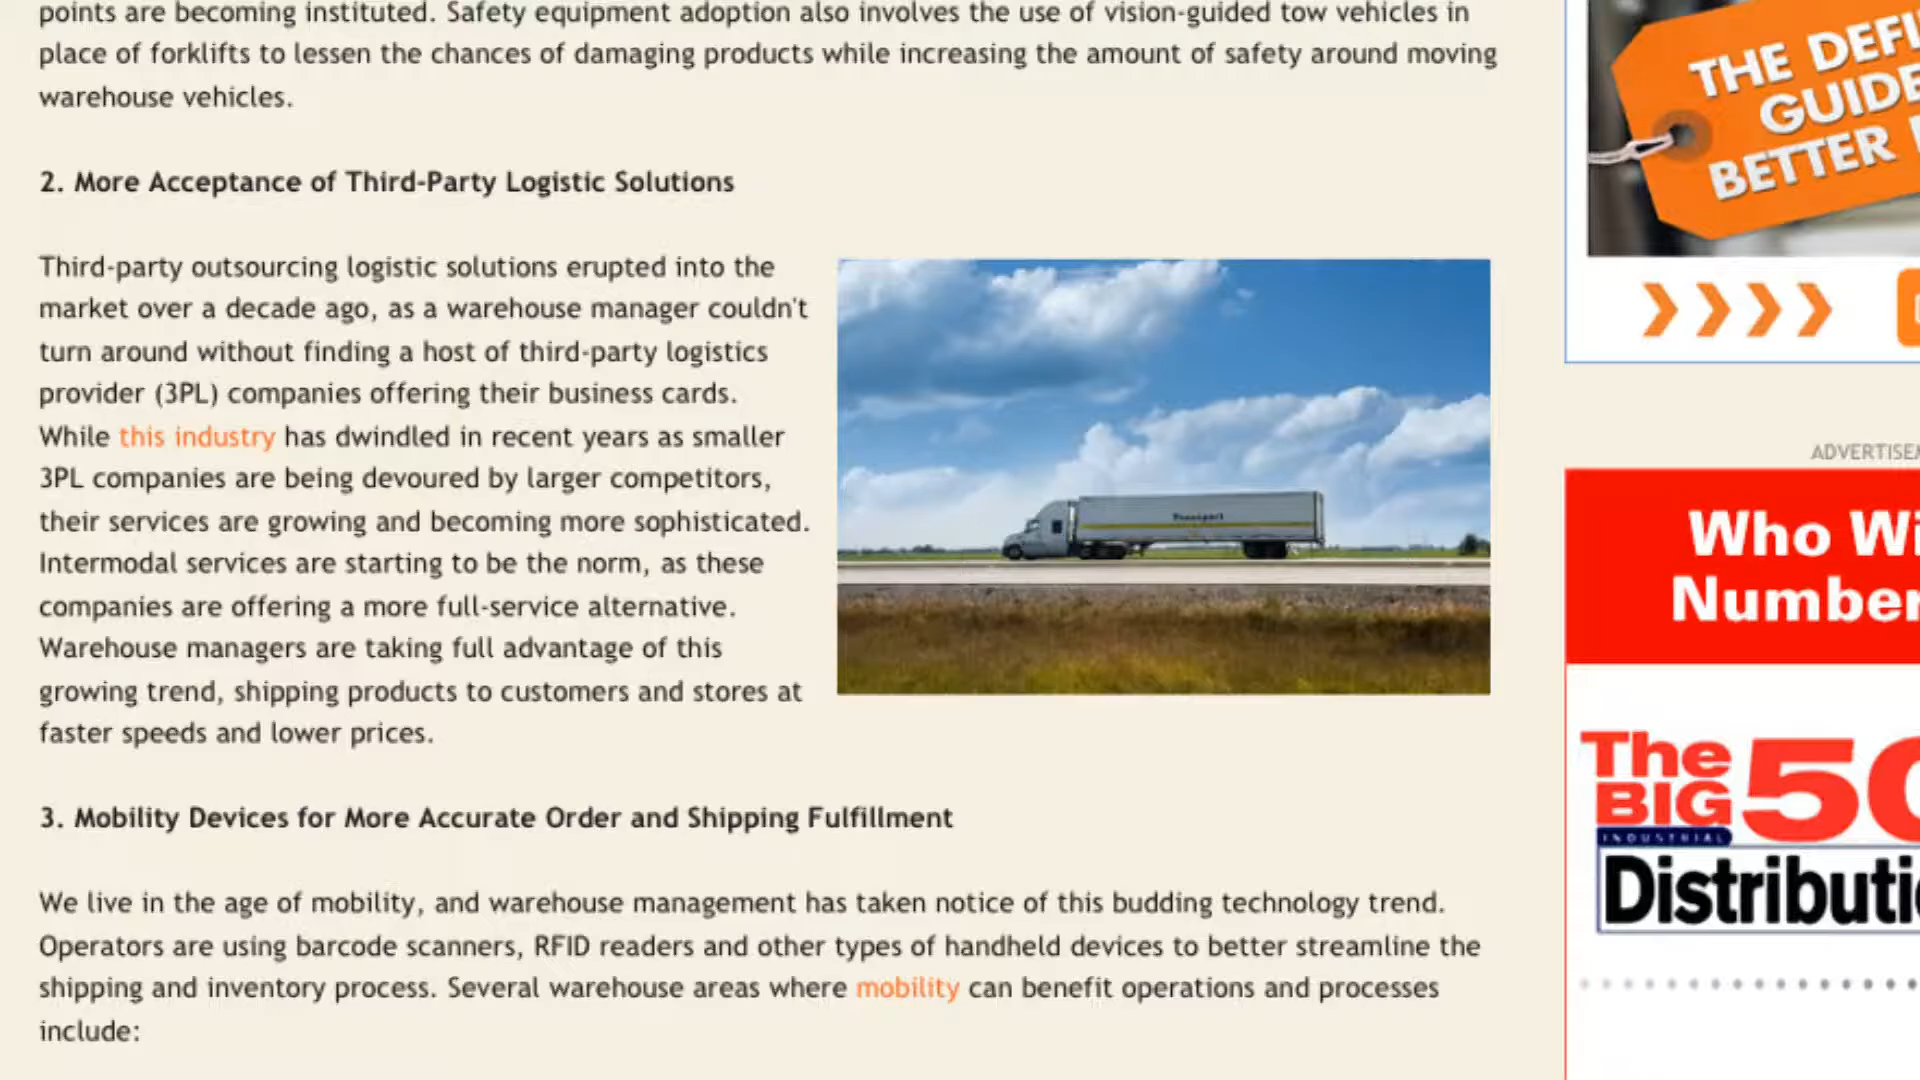 points are becoming instituted. Safety equipment adoption also involves the use of vision-guided tow vehicles in
place of forklifts to lessen the chances of damaging products while increasing the amount of safety around moving
warehouse vehicles.
2. More Acceptance of Third-Party Logistic Solutions
Third-party outsourcing logistic solutions erupted into the
market over a decade ago, as a warehouse manager couldn't
turn around without finding a host of third-party logistics
provider (3PL) companies offering their business cards.
While this industry has dwindled in recent years as smaller
3PL companies are being devoured by larger competitors,
their services are growing and becoming more sophisticated.
Intermodal services are starting to be the norm, as these
companies are offering a more full-service alternative.
Warehouse managers are taking full advantage of this
growing trend, shipping products to customers and stores at
faster speeds and lower prices.
Transport
3. Mobility Devices for More Accurate Order and Shipping Fulfillment
We live in the age of mobility, and warehouse management has taken notice of this budding technology trend.
Operators are using barcode scanners, RFID readers and other types of handheld devices to better streamline the
shipping and inventory process. Several warehouse areas where mobility can benefit operations and processes
include:
THE DEFI
GUIDE
BETTER
ADVERTISEM
Who Wi
Number
The
BIG 50
INDUSTRIAL
Distributi